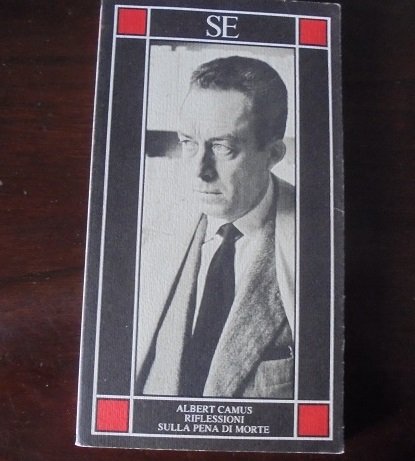 SE
ALBERT CAMUS
RIFLESSIONI
SULLA PENA DI MORTE